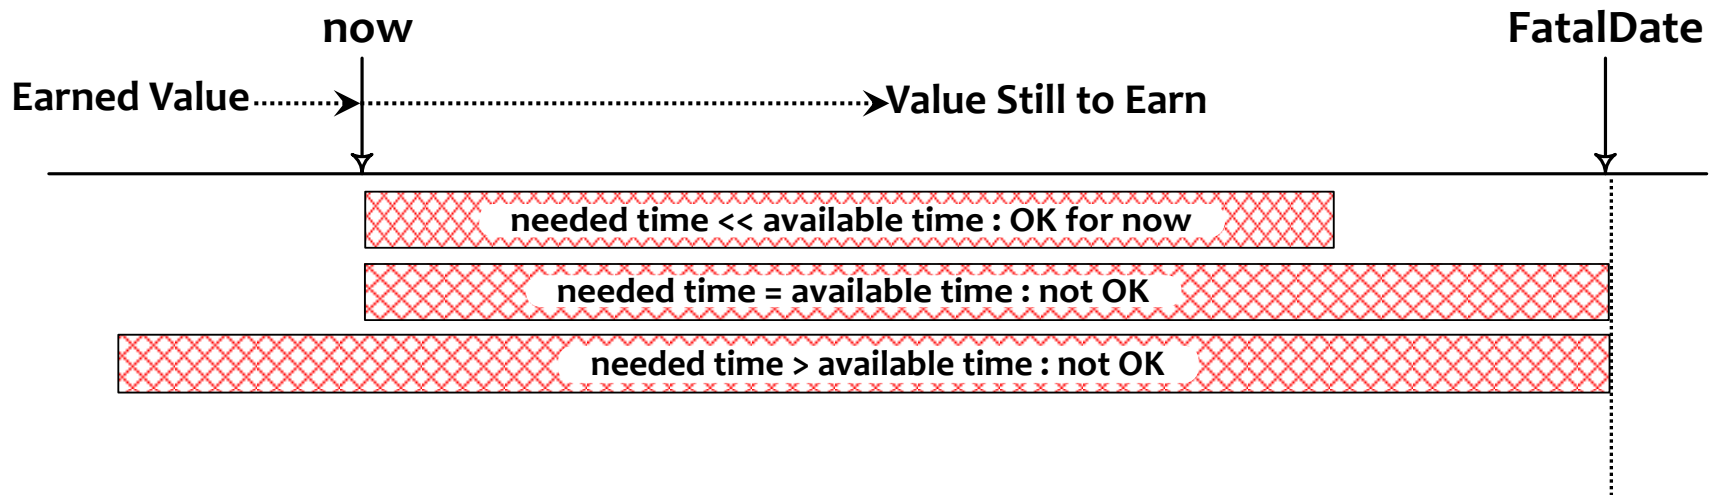 now
FatalDate
Earned Value
Value Still to Earn
needed time << available time : OK for now
needed time = available time : not OK
needed time > available time : not OK